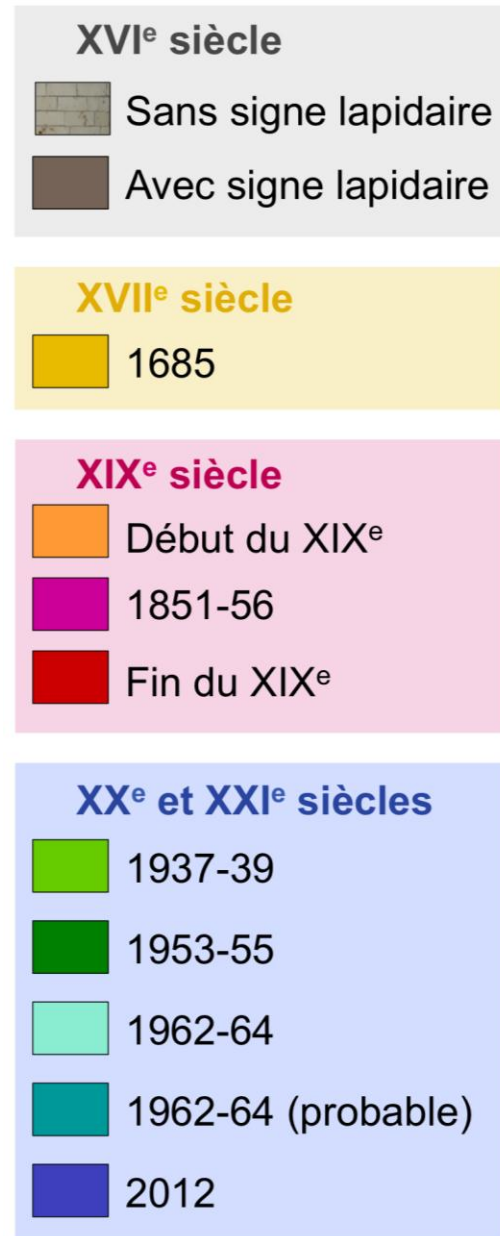 XVIᵉ siècle
Sans signe lapidaire
Avec signe lapidaire
XVIIᵉ siècle
1685
XIXᵉ siècle
Début du XIXᵉ
1851-56
Fin du XIXᵉ
XXᵉ et XXIᵉ siècles
1937-39
1953-55
1962-64
1962-64 (probable)
2012